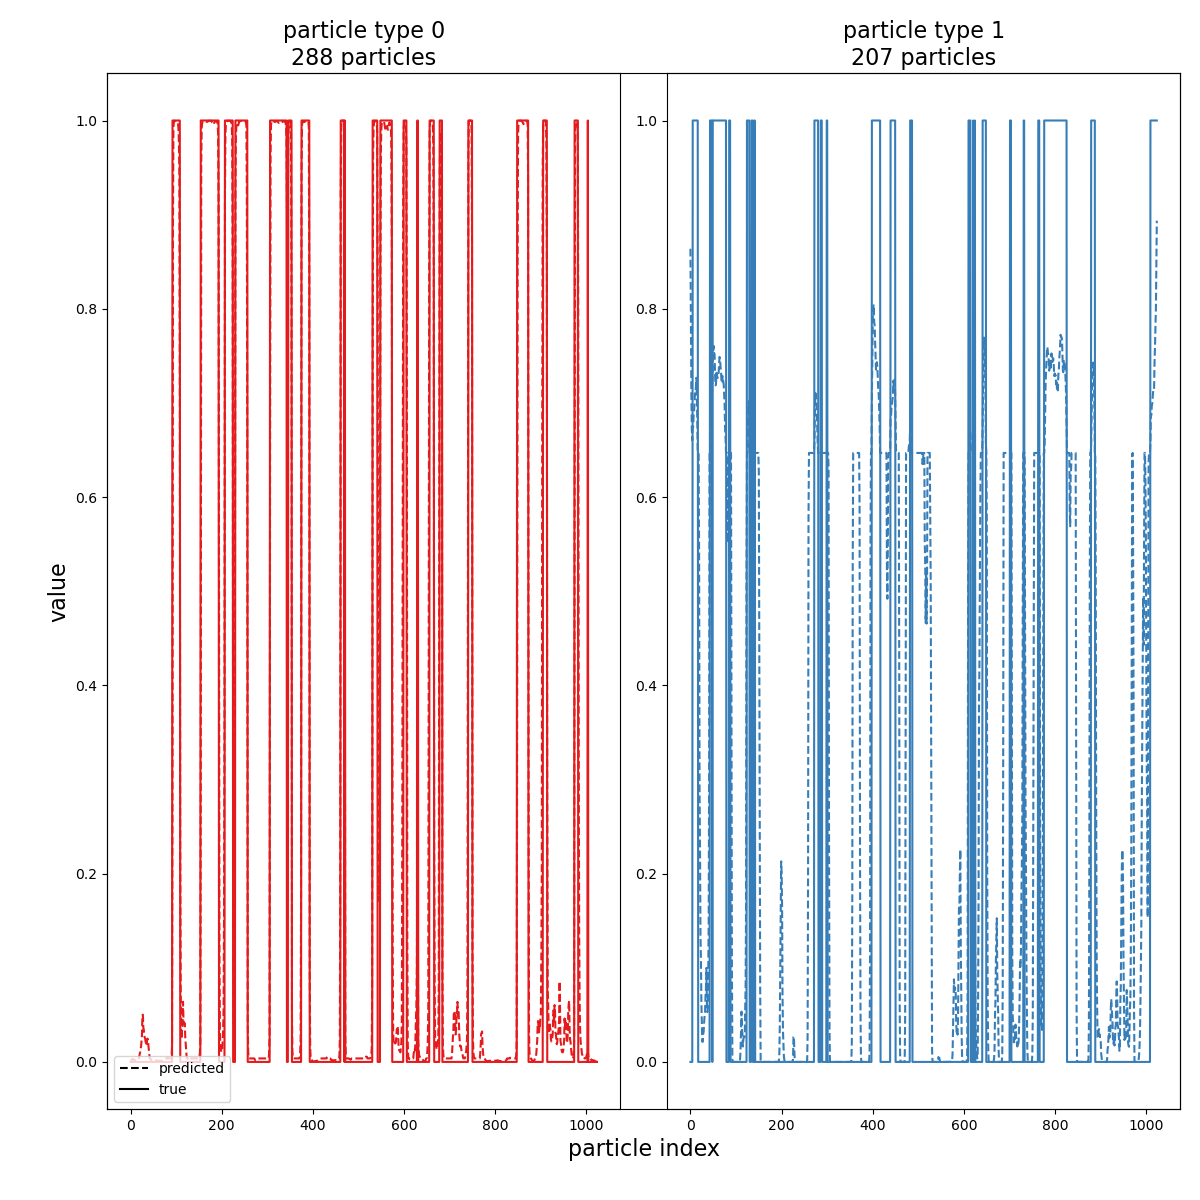 particle type 0
288 particles
particle type 1
207 particles
value
1.0
0.8
0.6
0.4
0.2
0.0
1.0
0.8
0.6
0.4
0.2
0.0
predicted
true
0 200 400 600 800 1000
0 200 400 600 800 1000
particle index